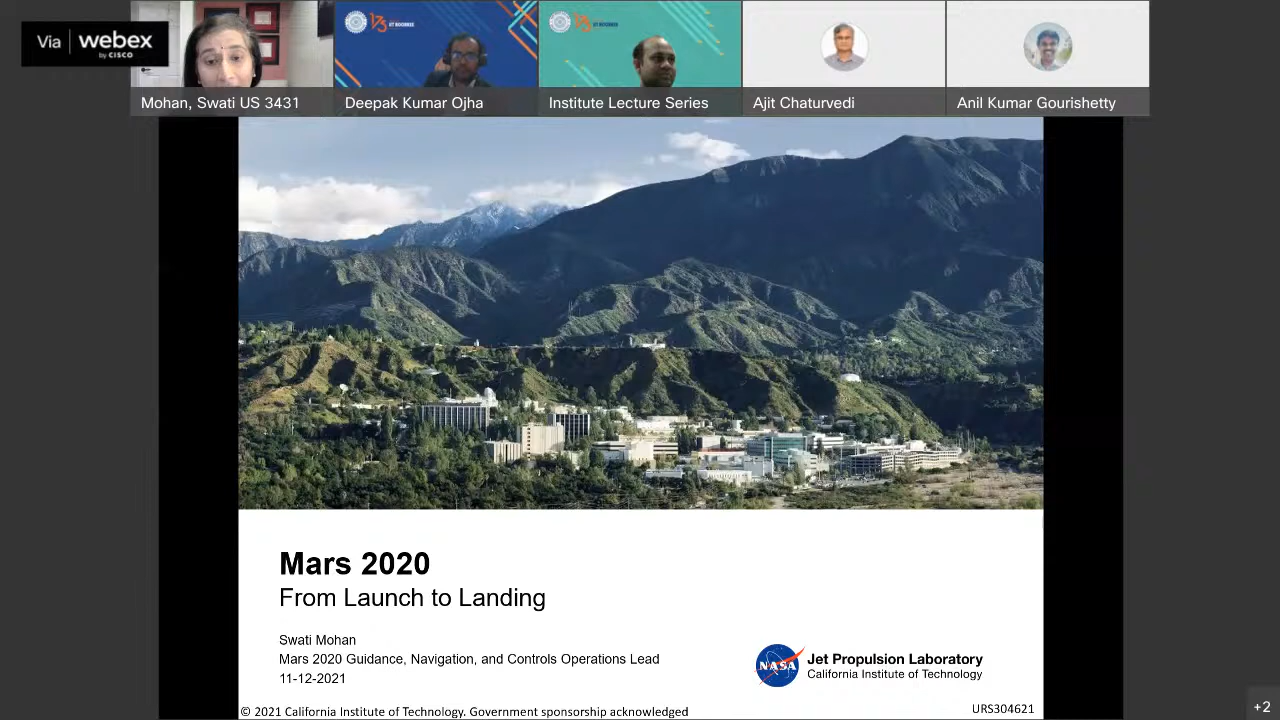 Via webex
by CISCO
Mohan, Swati US 3431
Deepak Kumar Ojha
Institute Lecture Series
Ajit Chaturvedi
Anil Kumar Gourishetty
Mars 2020
From Launch to Landing
Swati Mohan
Mars 2020 Guidance, Navigation, and Controls Operations Lead
11-12-2021
NASA
Jet Propulsion Laboratory
California Institute of Technology
© 2021 California Institute of Technology. Government sponsorship acknowledged
URS304621
+2